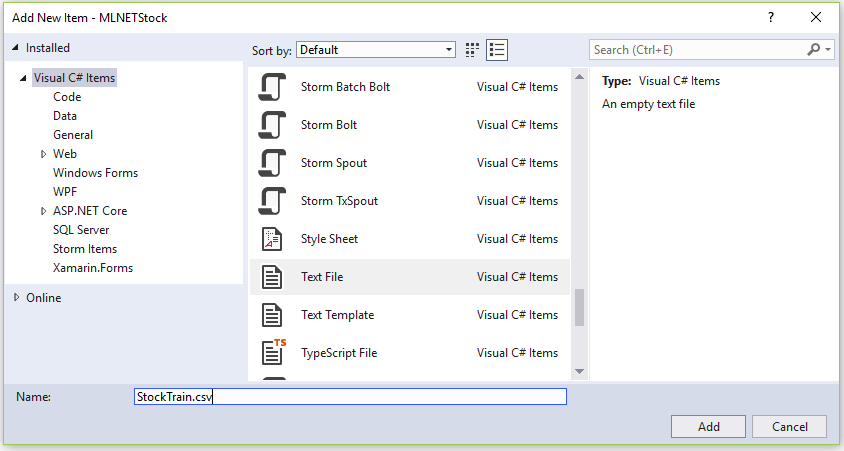 Add New Item - MLNETStock
Installed
Sort by: Default
Search (Ctrl+E)
Visual C# Items
Code
Data
General
Web
Windows Forms
WPF
ASP.NET Core
SQL Server
Storm Items
Xamarin.Forms
Online
Storm Batch Bolt Visual C# Items
Storm Bolt Visual C# Items
Storm Spout Visual C# Items
Storm TxSpout Visual C# Items
Style Sheet Visual C# Items
Text File Visual C# Items
Text Template Visual C# Items
TypeScript File Visual C# Items
Type: Visual C# Items
An empty text file
Name: StockTrain.csv
Add Cancel